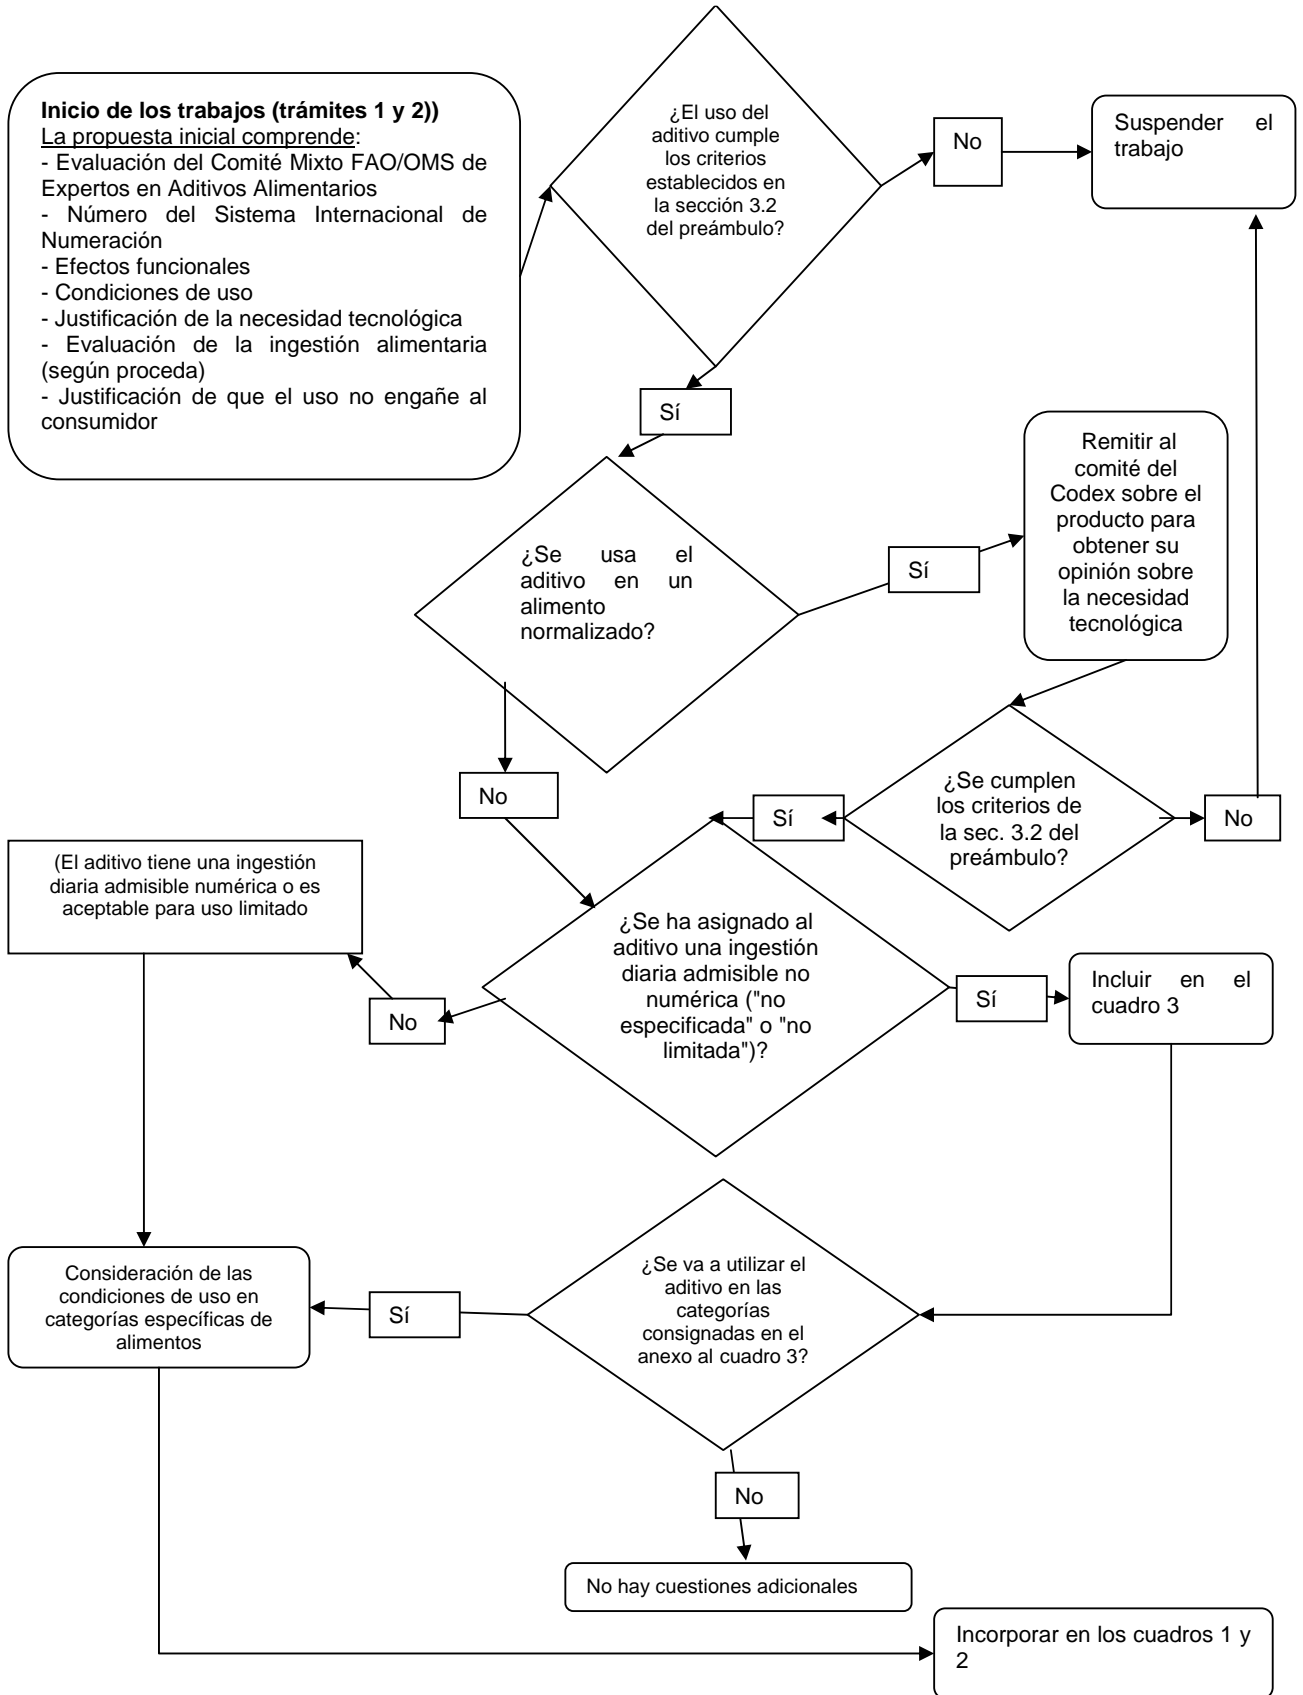 Inicio de los trabajos (trámites 1 y 2))
La propuesta inicial comprende:
- Evaluación del Comité Mixto FAO/OMS de
Expertos en Aditivos Alimentarios
- Número del Sistema Internacional de
Numeración
- Efectos funcionales
- Condiciones de uso
- Justificación de la necesidad tecnológica
- Evaluación de la ingestión alimentaria
(según proceda)
- Justificación de que el uso no engañe al
consumidor
¿El uso del
aditivo cumple
los criterios
establecidos en
la sección 3.2
del preámbulo?
No
Suspender el
trabajo
Sí
¿Se usa el
aditivo en un
alimento
normalizado?
Sí
Remitir al
comité del
Codex sobre el
producto para
obtener su
opinión sobre
la necesidad
tecnológica
No
¿Se cumplen
los criterios de
la sec. 3.2 del
preámbulo?
Sí
No
(El aditivo tiene una ingestión
diaria admisible numérica o es
aceptable para uso limitado
¿Se ha asignado al
aditivo una ingestión
diaria admisible no
numérica ("no
especificada" o "no
limitada")?
No
Sí
Incluir en el
cuadro 3
¿Se va a utilizar el
aditivo en las
categorías
consignadas en el
anexo al cuadro 3?
Sí
Consideración de las
condiciones de uso en
categorías específicas de
alimentos
No
No hay cuestiones adicionales
Incorporar en los cuadros 1 y
2